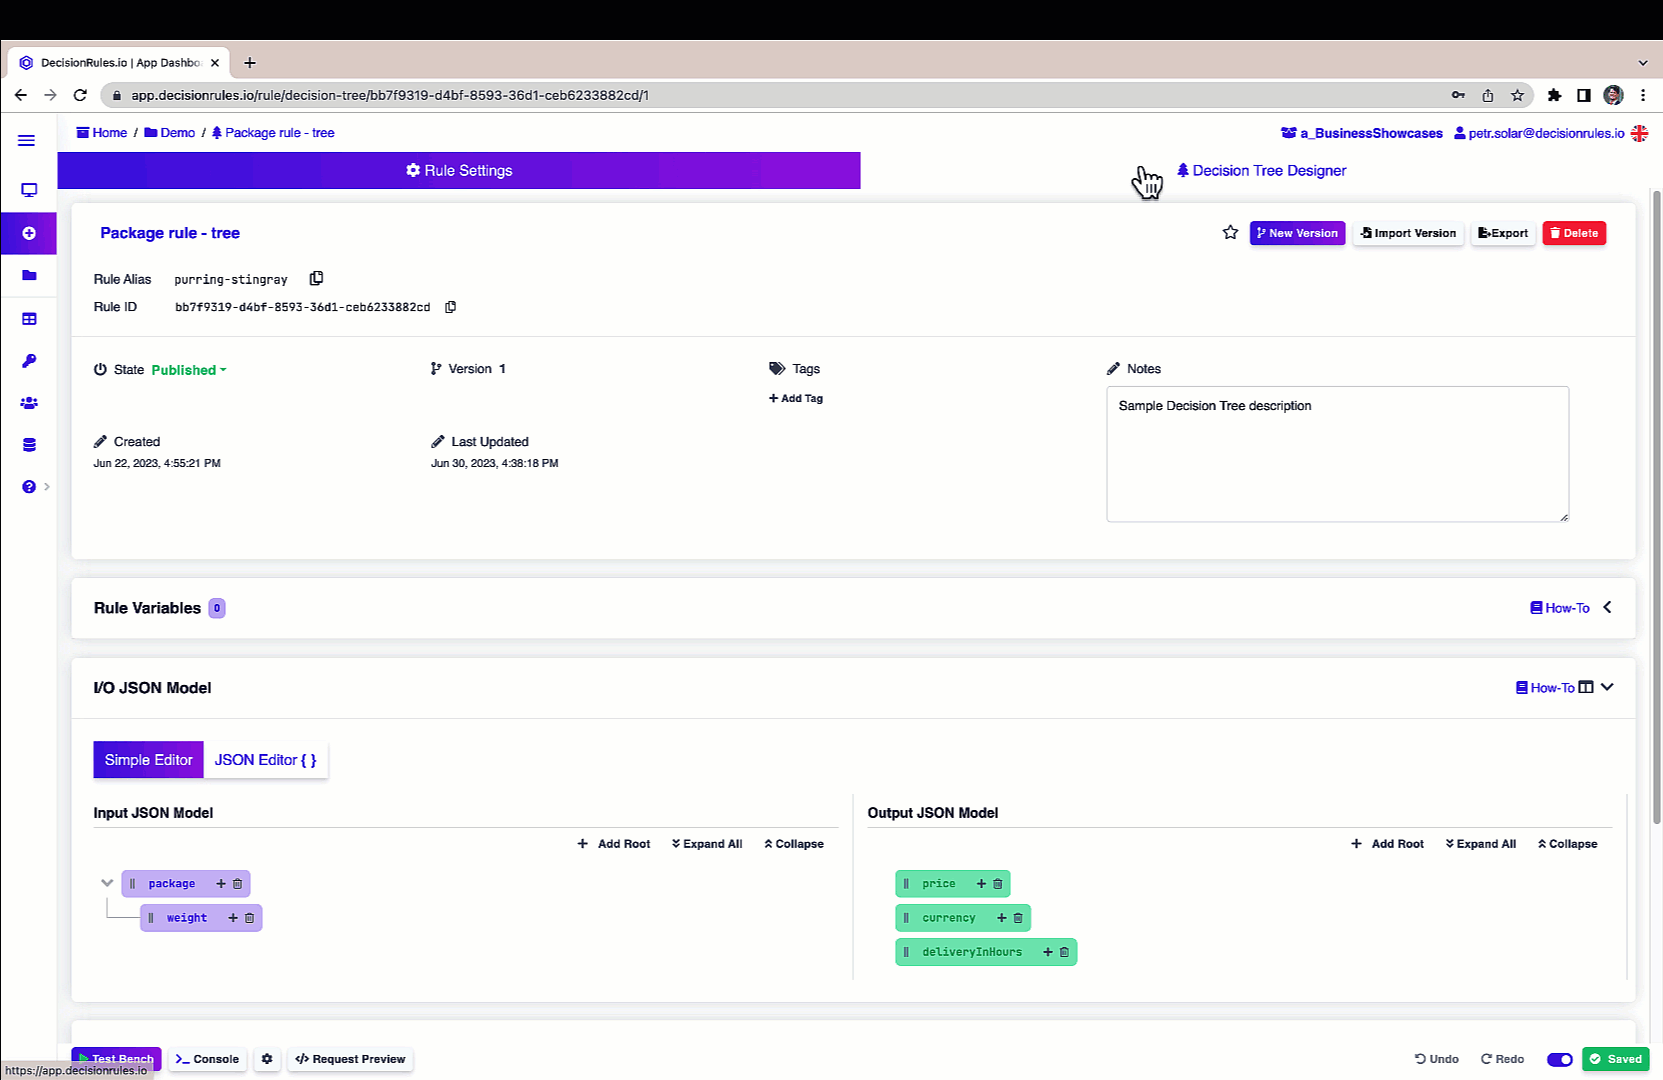 DecisionRules.io | App Dashbo
app.decisionrules.io/rule/decision-tree/bb7f9319-d4bf-8593-36d1-ceb6233882cd/1
Home / Demo / Package rule - tree
a_BusinessShowcases petr.solar@decisionrules.io
Rule Settings
Decision Tree Designer
Package rule - tree
New Version Import Version Export Delete
Rule Alias purring-stingray
Rule ID bb7f9319-d4bf-8593-36d1-ceb6233882cd
State Published
Version 1
Tags
Notes
+ Add Tag
Sample Decision Tree description
Created
Last Updated
Jun 22, 2023, 4:55:21 PM
Jun 30, 2023, 4:38:18 PM
Rule Variables 0
How-To
I/O JSON Model
How-To
Simple Editor JSON Editor { }
Input JSON Model
Output JSON Model
+ Add Root Expand All Collapse
+ Add Root Expand All Collapse
package +
price +
weight +
currency +
deliveryInHours +
Test Bench >_ Console </> Request Preview
Undo Redo Saved
https://app.decisionrules.io